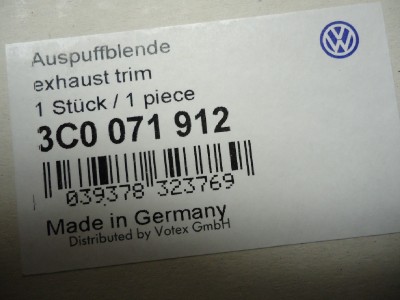 Auspuffblende
exhaust trim
1 Stück / 1 piece
3C0 071 912
039378 323769
Made in Germany
Distributed by Votex GmbH